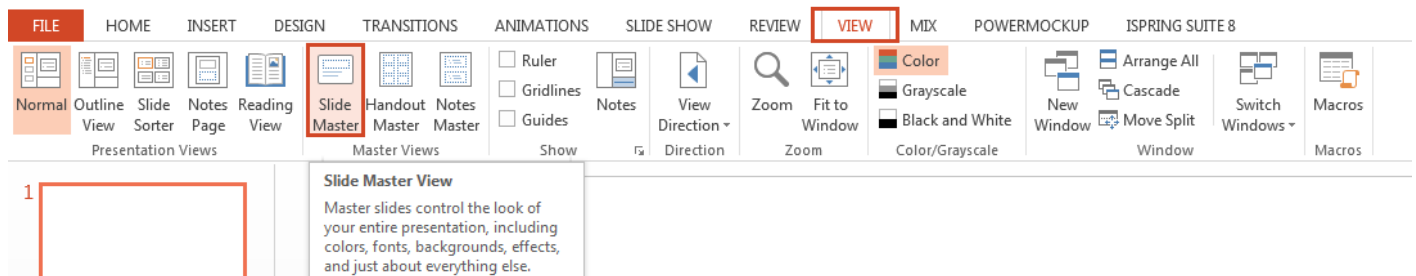 FILE HOME INSERT DESIGN TRANSITIONS ANIMATIONS SLIDE SHOW REVIEW VIEW MIX POWERMOCKUP ISPRING SUITE 8
Normal Outline View Slide Sorter Notes Page Reading View
Presentation Views
Slide Master Handout Master Notes Master
Master Views
Ruler
Gridlines
Guides
Notes
Show
View Direction
Direction
Zoom Fit to Window
Zoom
Color
Grayscale
Black and White
Color/Grayscale
New Window
Arrange All
Cascade
Move Split
Switch Windows
Window
Macros
Macros
1
Slide Master View
Master slides control the look of
your entire presentation, including
colors, fonts, backgrounds, effects,
and just about everything else.